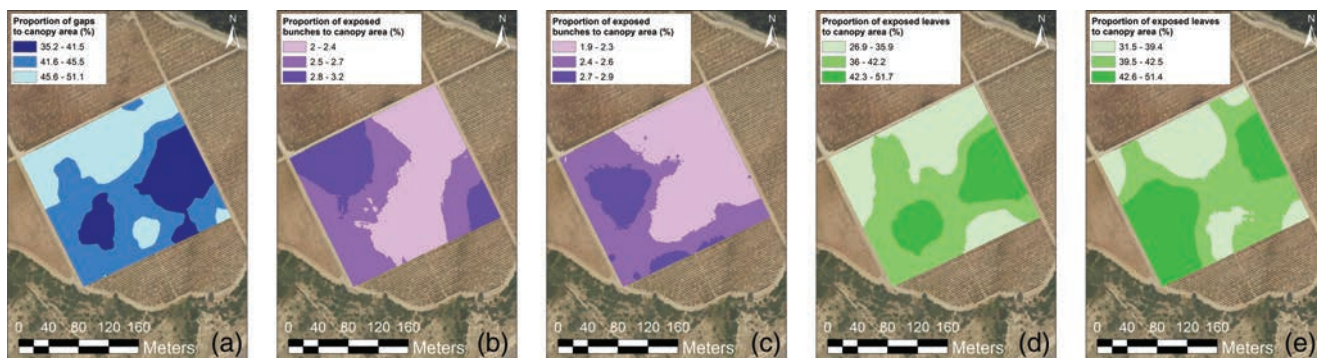 Proportion of gaps
to canopy area (%)
35.2 - 41.5
41.6 - 45.5
45.6 - 51.1
N
0 40 80 120 160
Meters
(a)
Proportion of exposed
bunches to canopy area (%)
2 - 2.4
2.5 - 2.7
2.8 - 3.2
N
0 40 80 120 160
Meters
(b)
Proportion of exposed
bunches to canopy area (%)
1.9 - 2.3
2.4 - 2.6
2.7 - 2.9
N
0 40 80 120 160
Meters
(c)
Proportion of exposed leaves
to canopy area (%)
26.9 - 35.9
36 - 42.2
42.3 - 51.7
N
0 40 80 120 160
Meters
(d)
Proportion of exposed leaves
to canopy area (%)
31.5 - 39.4
39.5 - 42.5
42.6 - 51.4
N
0 40 80 120 160
Meters
(e)